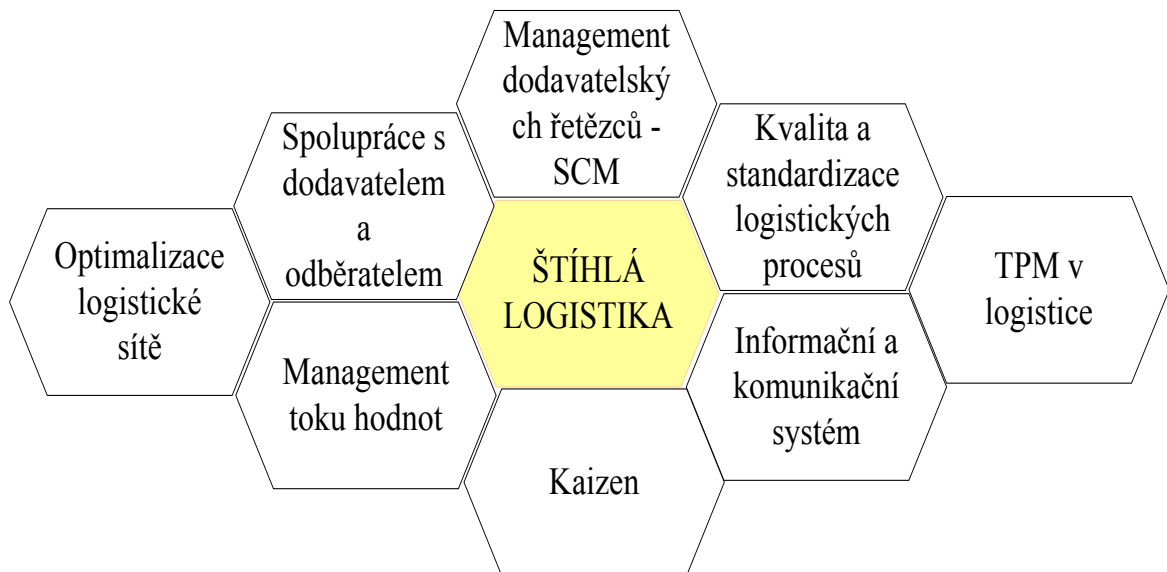 Management
dodavatelský
ch řetězců -
SCM
Spolupráce s
dodavatelem
a
odběratelem
Kvalita a
standardizace
logistických
procesů
Optimalizace
logistické
sítě
ŠTÍHLÁ
LOGISTIKA
TPM v
logistice
Management
toku hodnot
Informační a
komunikační
systém
Kaizen